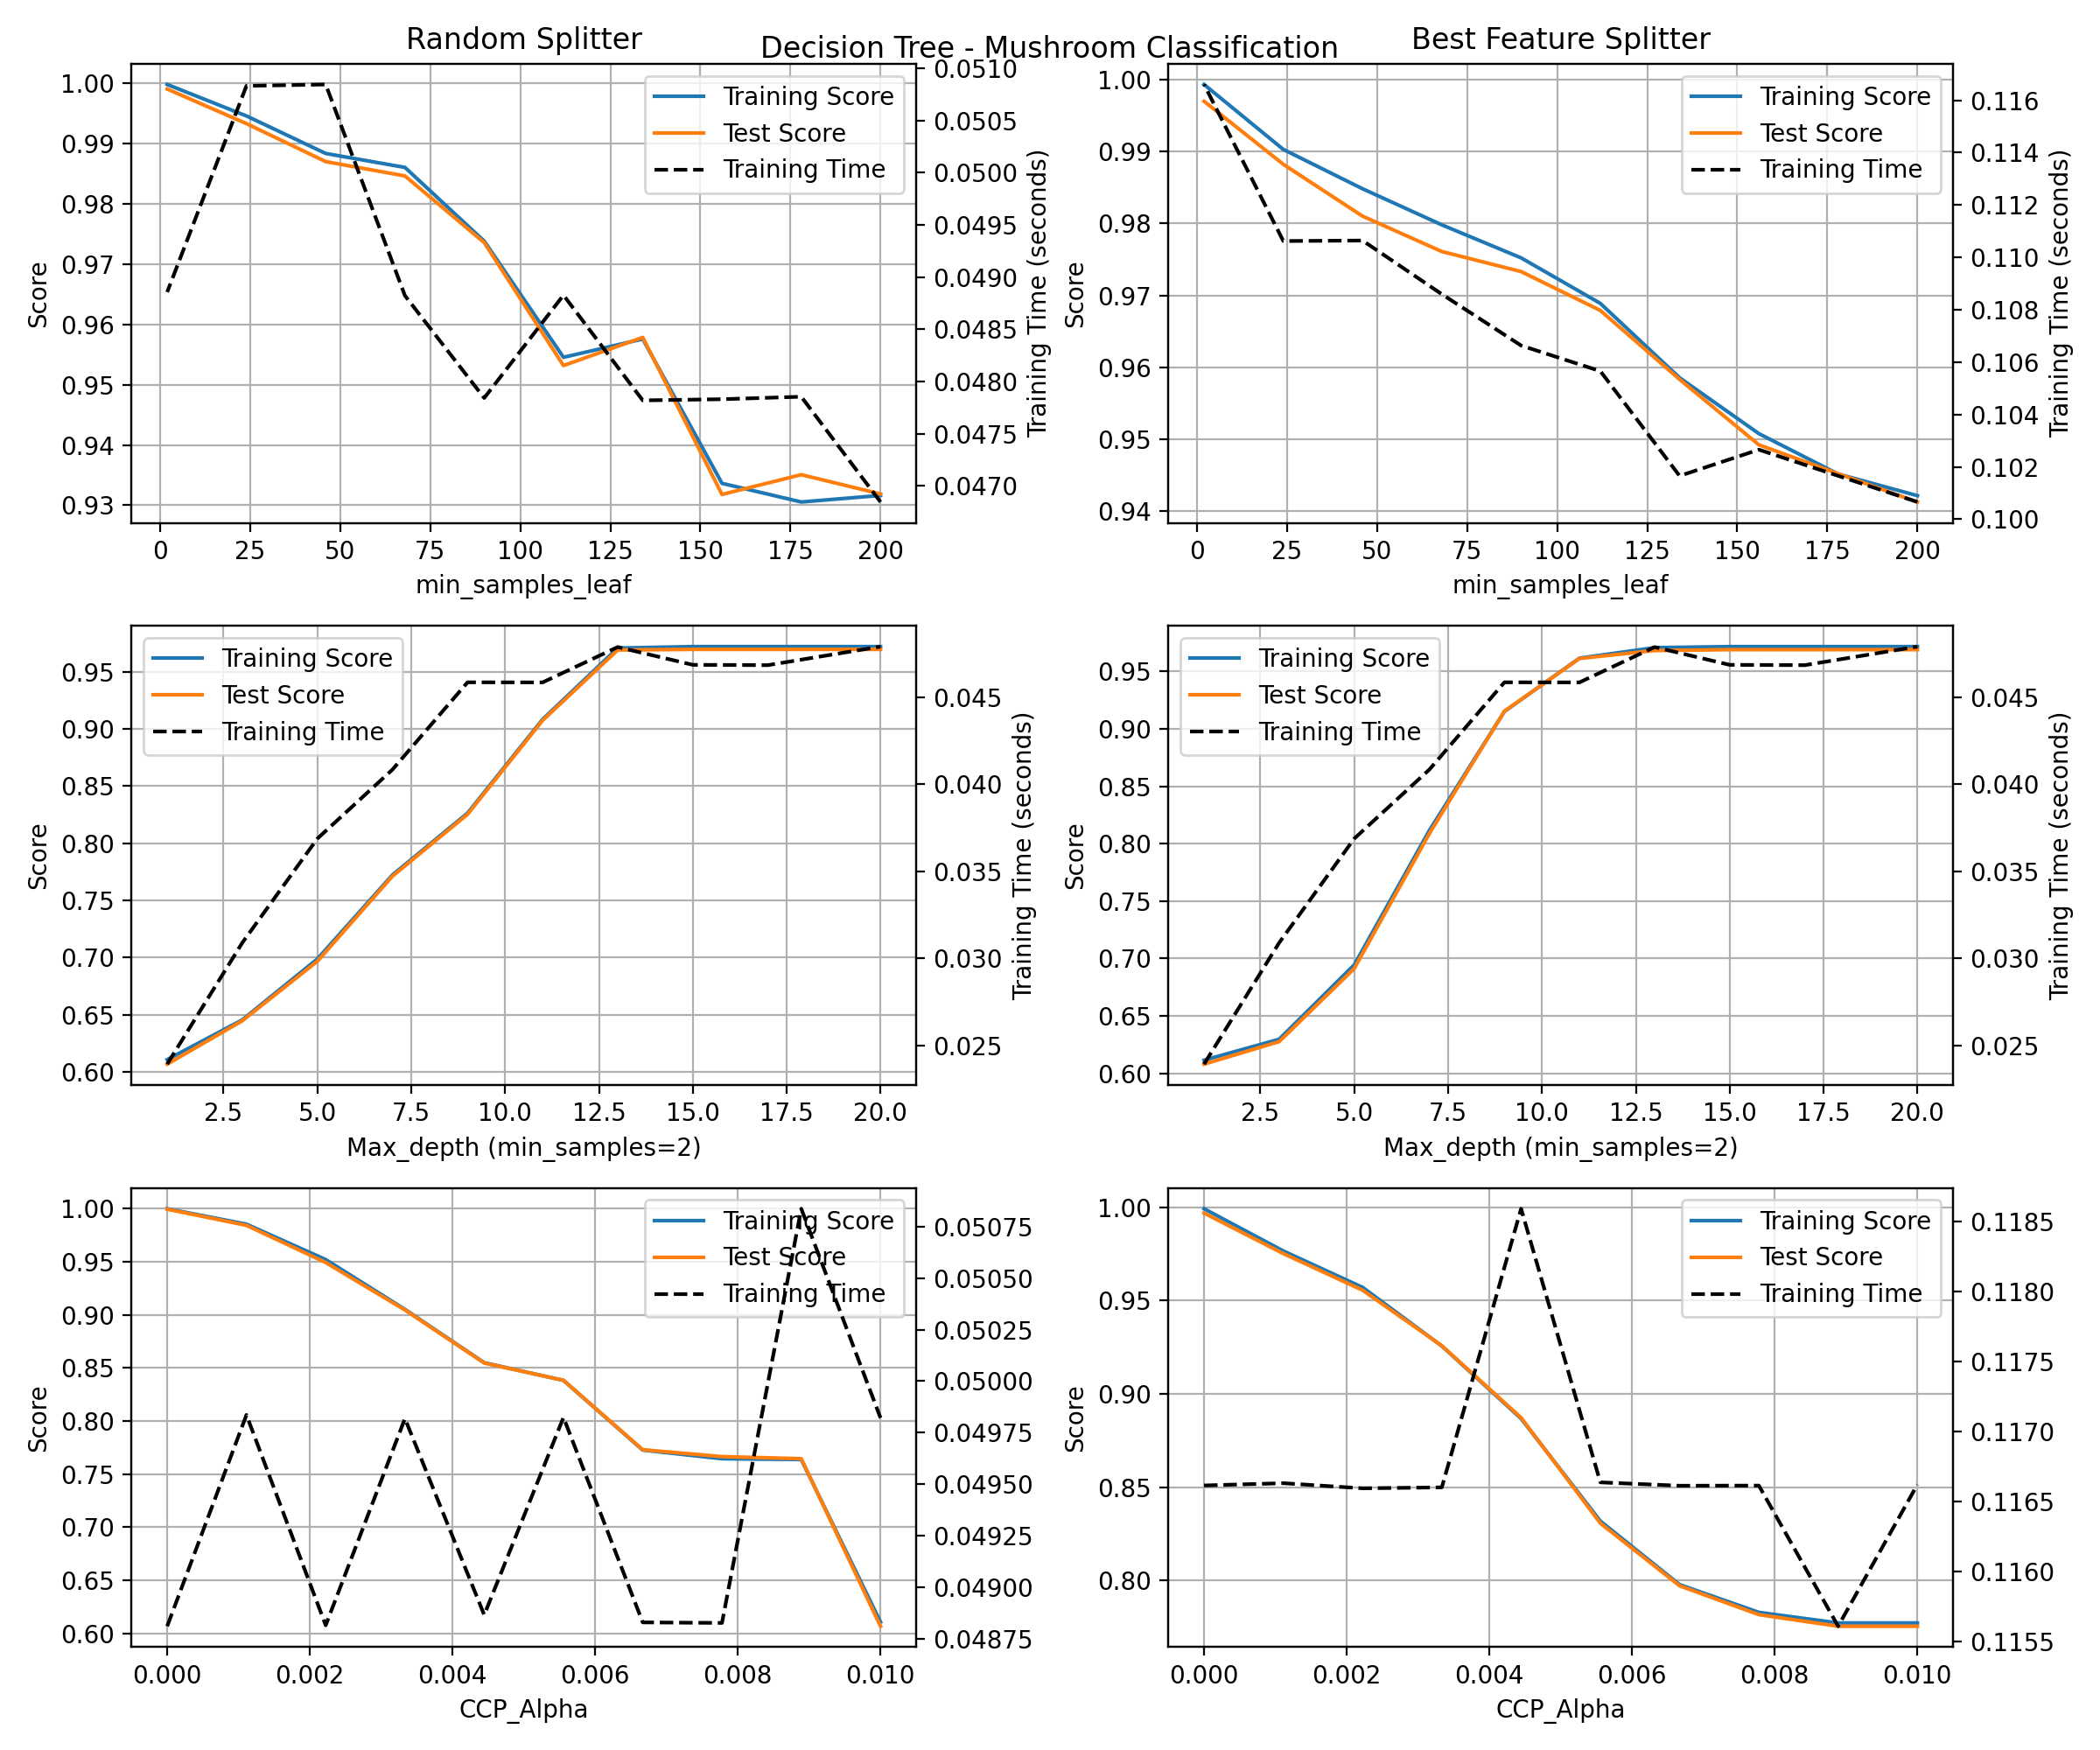 Decision Tree - Mushroom Classification
Random Splitter
1.00
0.99
0.98
0.97
0.96
0.95
0.94
0.93
Score
Training Score
Test Score
Training Time
0.0510
0.0505
0.0500
0.0495
0.0490
0.0485
0.0480
0.0475
0.0470
Training Time (seconds)
0 25 50 75 100 125 150 175 200
min_samples_leaf
Best Feature Splitter
1.00
0.99
0.98
0.97
0.96
0.95
0.94
Score
Training Score
Test Score
Training Time
0.116
0.114
0.112
0.110
0.108
0.106
0.104
0.102
0.100
Training Time (seconds)
0 25 50 75 100 125 150 175 200
min_samples_leaf
0.95
0.90
0.85
0.80
0.75
0.70
0.65
0.60
Score
Training Score
Test Score
Training Time
0.045
0.040
0.035
0.030
0.025
Training Time (seconds)
2.5 5.0 7.5 10.0 12.5 15.0 17.5 20.0
Max_depth (min_samples=2)
0.95
0.90
0.85
0.80
0.75
0.70
0.65
0.60
Score
Training Score
Test Score
Training Time
0.045
0.040
0.035
0.030
0.025
Training Time (seconds)
2.5 5.0 7.5 10.0 12.5 15.0 17.5 20.0
Max_depth (min_samples=2)
1.00
0.95
0.90
0.85
0.80
0.75
0.70
0.65
0.60
Score
Training Score
Test Score
Training Time
0.05075
0.05050
0.05025
0.05000
0.04975
0.04950
0.04925
0.04900
0.04875
0.000 0.002 0.004 0.006 0.008 0.010
CCP_Alpha
1.00
0.95
0.90
0.85
0.80
Score
Training Score
Test Score
Training Time
0.1185
0.1180
0.1175
0.1170
0.1165
0.1160
0.1155
0.000 0.002 0.004 0.006 0.008 0.010
CCP_Alpha